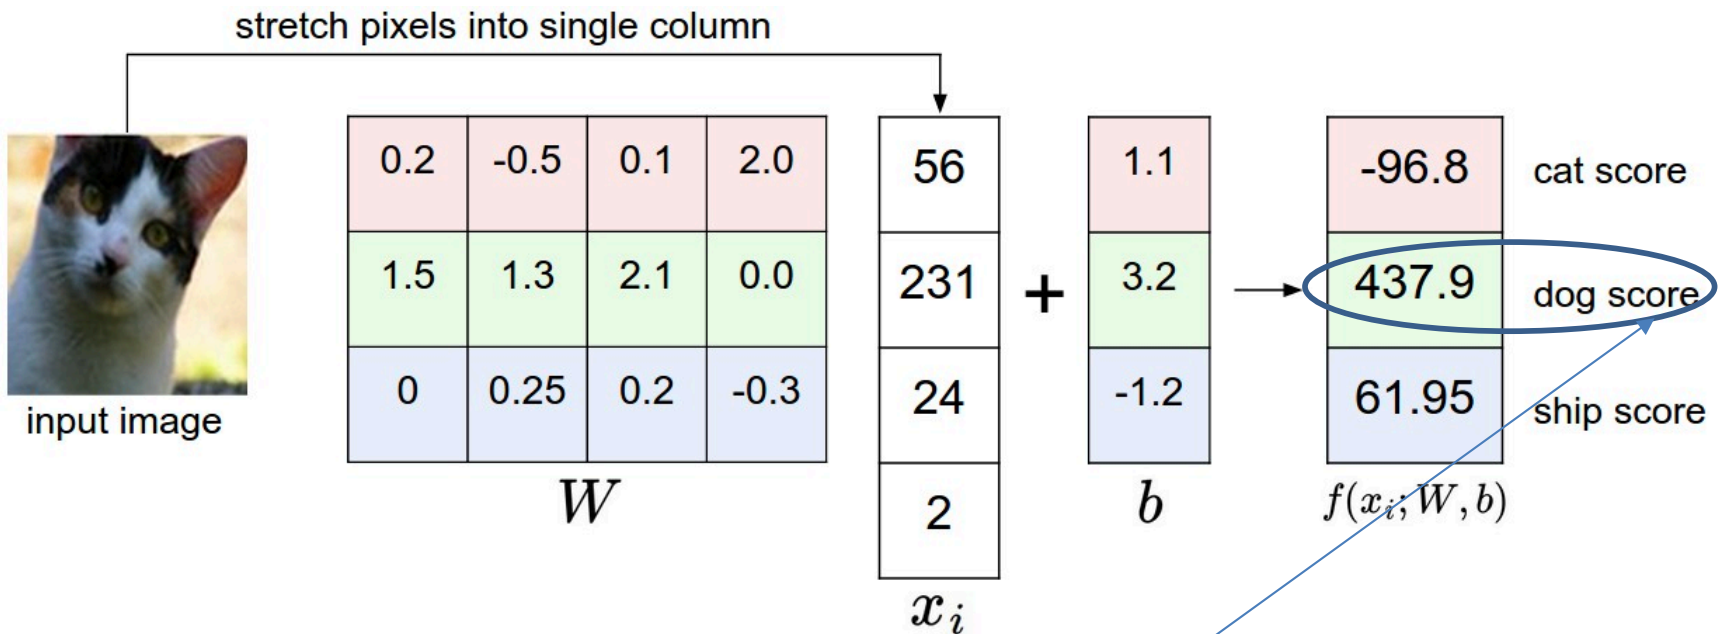 stretch pixels into single column
0.2 -0.5 0.1 2.0
1.5 1.3 2.1 0.0
0 0.25 0.2 -0.3
W
56
231
24
2
x_i
+
1.1
3.2
-1.2
b
-96.8 cat score
437.9 dog score
61.95 ship score
f(x_i; W, b)
input image